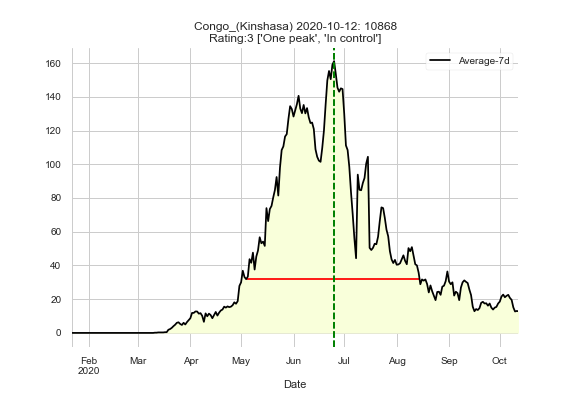 Congo_(Kinshasa) 2020-10-12: 10868
Rating:3 ['One peak', 'In control']
Average-7d
160
140
120
100
80
60
40
20
0
Feb Mar Apr May Jun Jul Aug Sep Oct
2020
Date